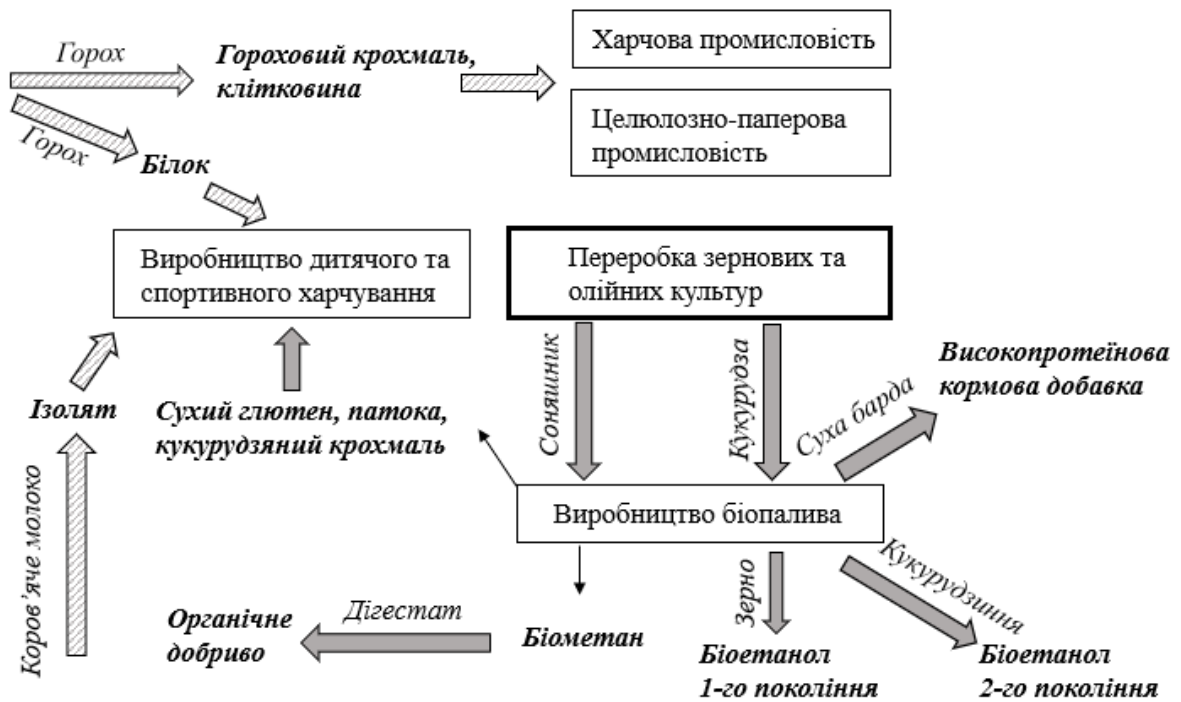 Горох
Гороховий крохмаль,
клітковина
Харчова промисловість
Целюлозно-паперова
промисловість
Горох
Білок
Виробництво дитячого та
спортивного харчування
Переробка зернових та
олійних культур
Соняшник
Кукурудза
Високопротеїнова
кормова добавка
Суха барда
Ізолят
Сухий глютен, патока,
кукурудзяний крохмаль
Виробництво біопалива
Коров’яче молоко
Зерно
Кукурудзиння
Органічне
добриво
Дігестат
Біометан
Біоетанол
1-го покоління
Біоетанол
2-го покоління